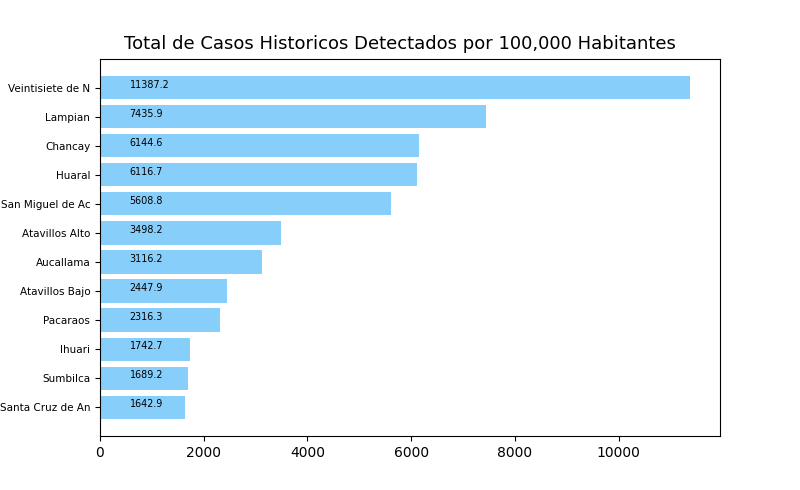 Total de Casos Historicos Detectados por 100,000 Habitantes
Veintisiete de N 11387.2
Lampian 7435.9
Chancay 6144.6
Huaral 6116.7
San Miguel de Ac 5608.8
Atavillos Alto 3498.2
Aucallama 3116.2
Atavillos Bajo 2447.9
Pacaraos 2316.3
Ihuari 1742.7
Sumbilca 1689.2
Santa Cruz de An 1642.9
0 2000 4000 6000 8000 10000